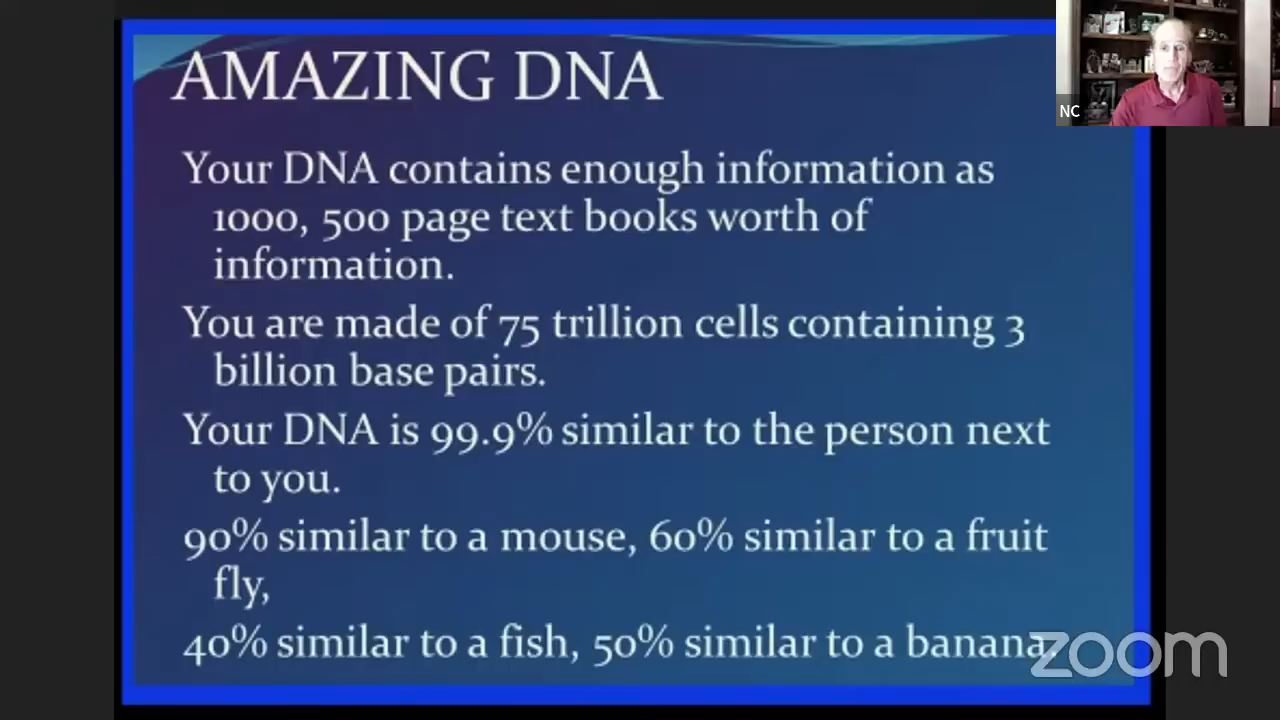 AMAZING DNA
NC
Your DNA contains enough information as
1000, 500 page text books worth of
information.
You are made of 75 trillion cells containing 3
billion base pairs.
Your DNA is 99.9% similar to the person next
to you.
90% similar to a mouse, 60% similar to a fruit
fly,
40% similar to a fish, 50% similar to a banana.
zoom